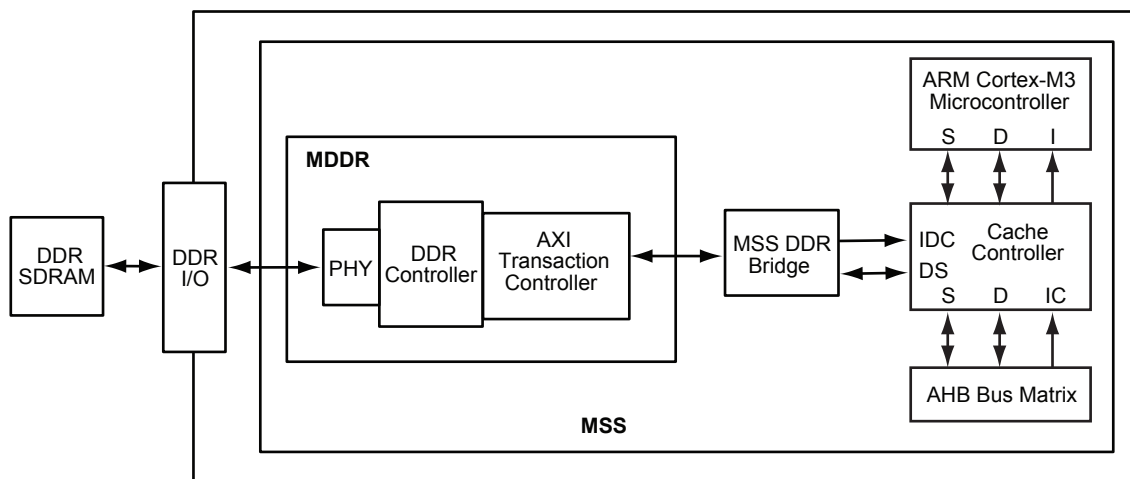 ARM Cortex-M3
Microcontroller
S D I
MDDR
DDR
SDRAM
DDR
I/O
PHY
DDR
Controller
AXI
Transaction
Controller
MSS DDR
Bridge
Cache
Controller
IDC
DS
S D IC
AHB Bus Matrix
MSS